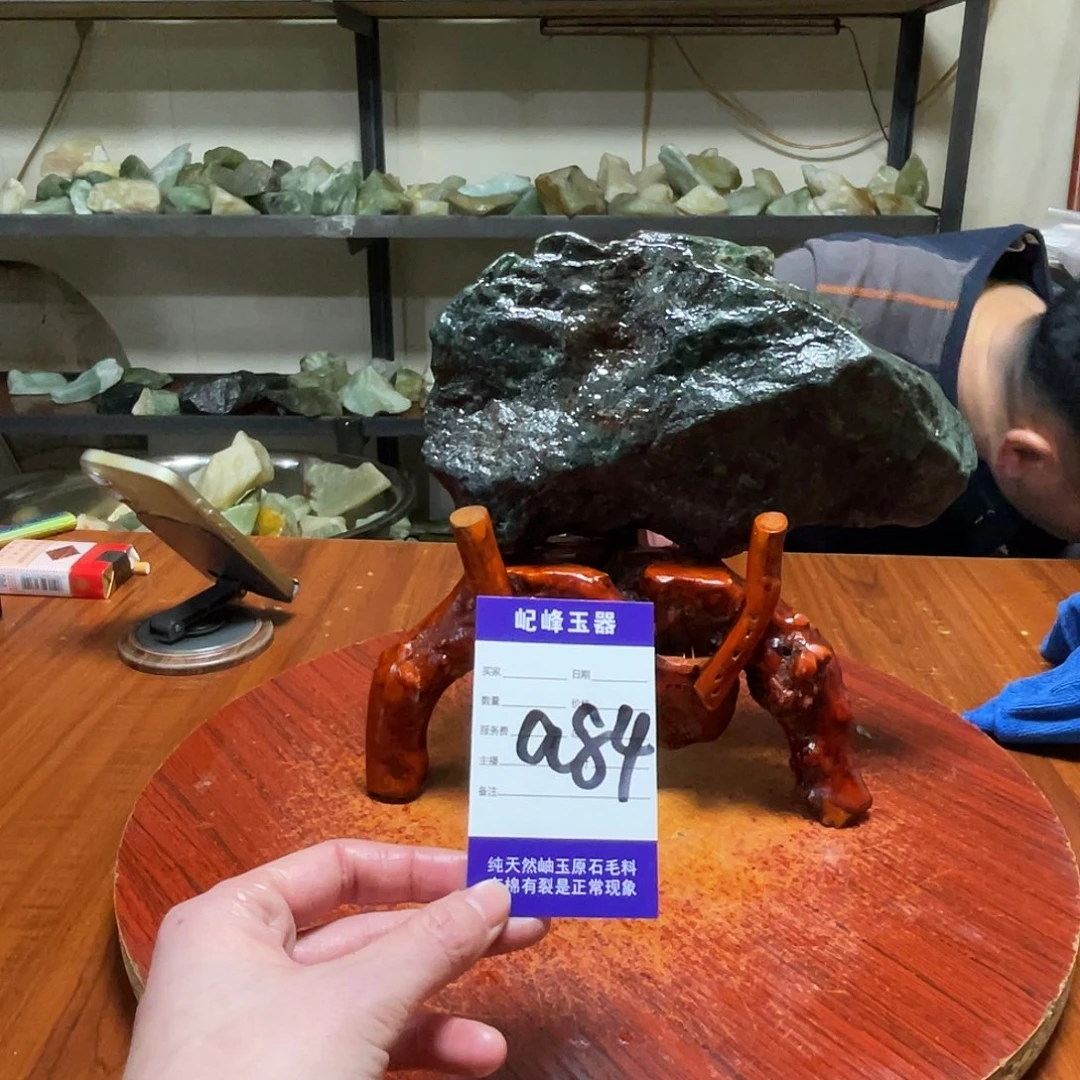 屺峰玉器
买家 日期
数量
服务费
a84
主播
备注
纯天然岫玉原石毛料
棉有裂是正常现象